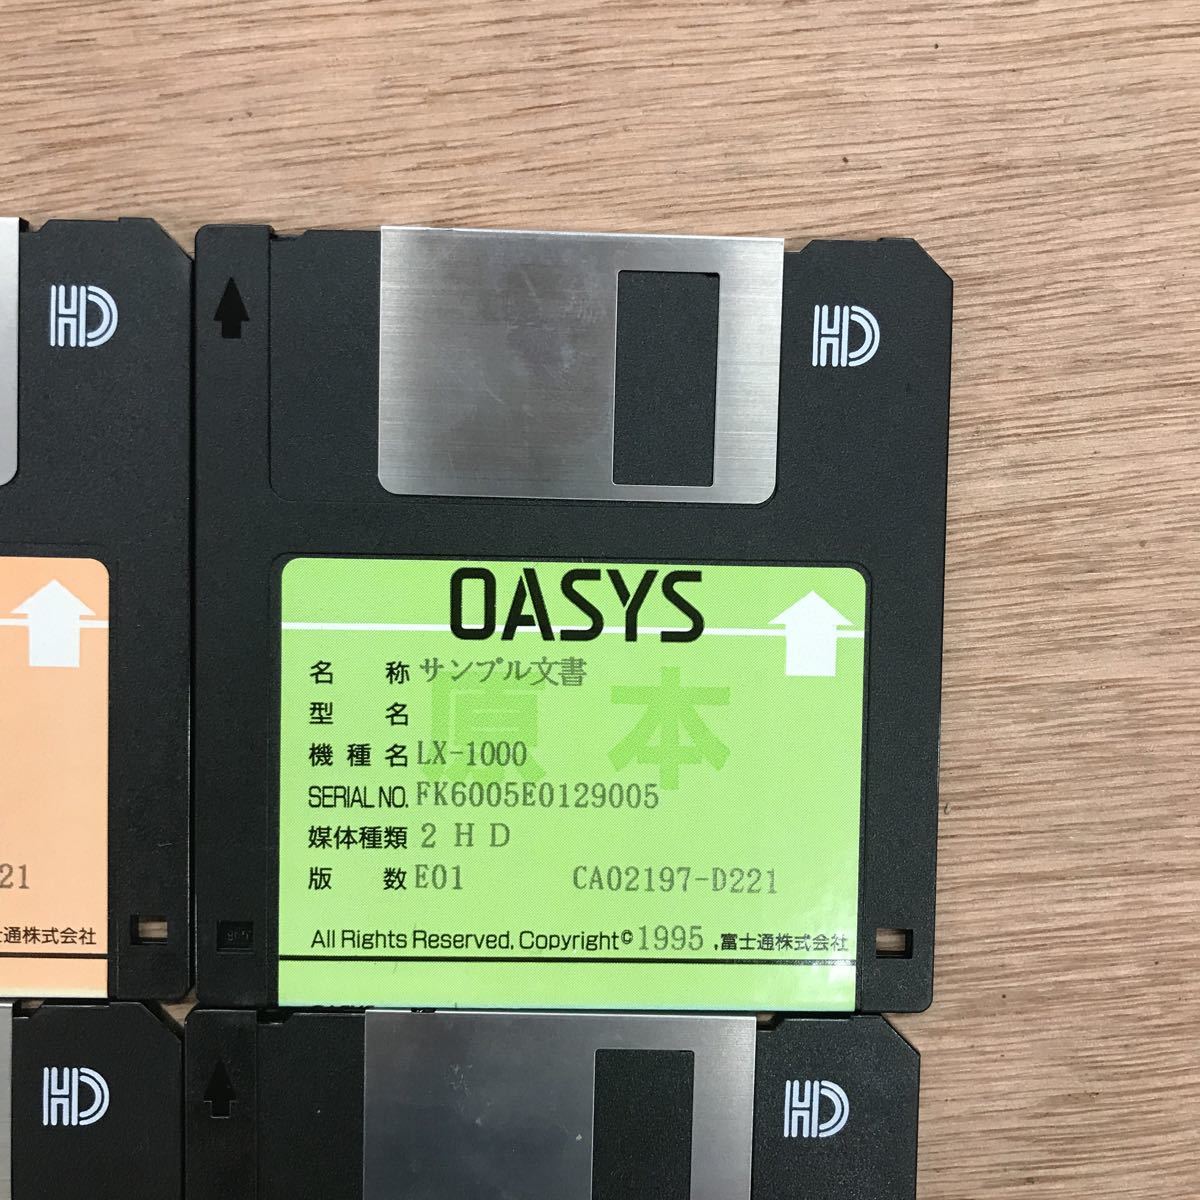 HD
HD
OASYS
原本
名称 サンプル文書
型名
機種名 LX-1000
SERIAL NO. FK6005E0129005
媒体種類 2HD
版数 E01 CA02197-D221
All Rights Reserved, Copyright© 1995 ,富士通株式会社
21
士通株式会社
HD
HD